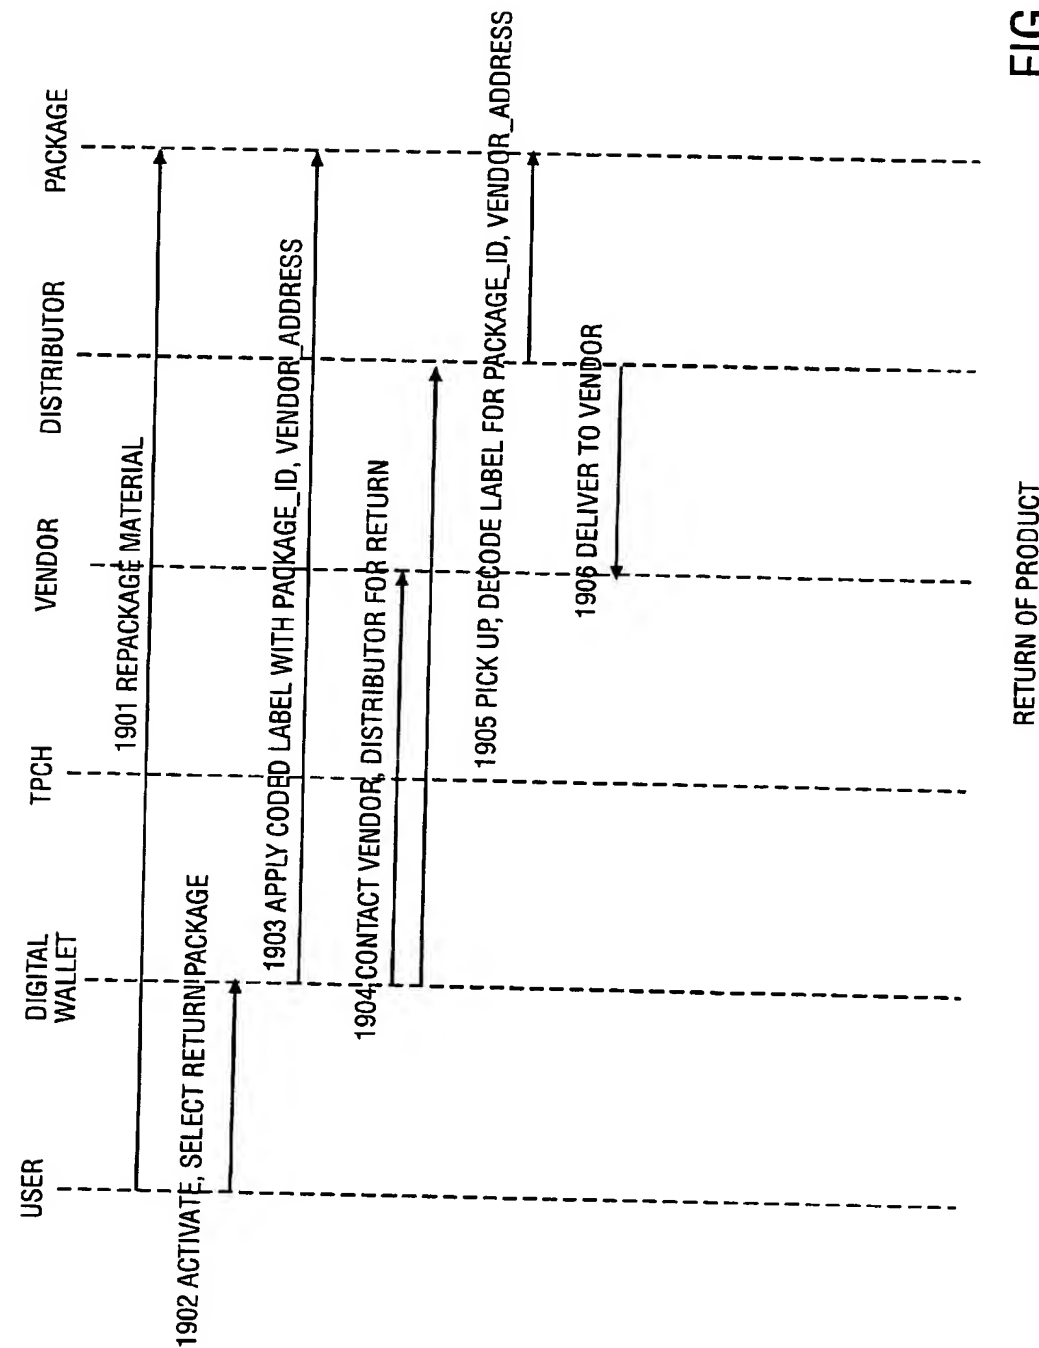 USER
DIGITAL
WALLET
TPCH
VENDOR
DISTRIBUTOR
PACKAGE
1901 REPACKAGE MATERIAL
1902 ACTIVATE, SELECT RETURN PACKAGE
1903 APPLY CODED LABEL WITH PACKAGE_ID, VENDOR_ADDRESS
1904 CONTACT VENDOR, DISTRIBUTOR FOR RETURN
1905 PICK UP, DECODE LABEL FOR PACKAGE_ID, VENDOR_ADDRESS
1906 DELIVER TO VENDOR
RETURN OF PRODUCT
FIG